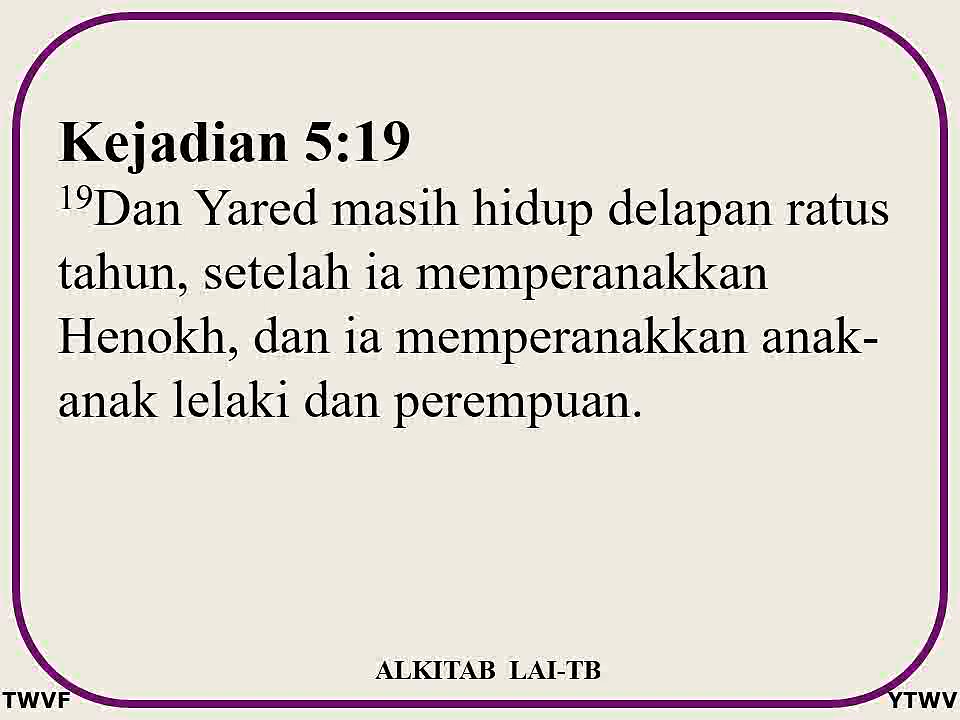 Kejadian 5:19
19Dan Yared masih hidup delapan ratus
tahun, setelah ia memperanakkan
Henokh, dan ia memperanakkan anak-
anak lelaki dan perempuan.
ALKITAB LAI-TB
TWVF
YTWV